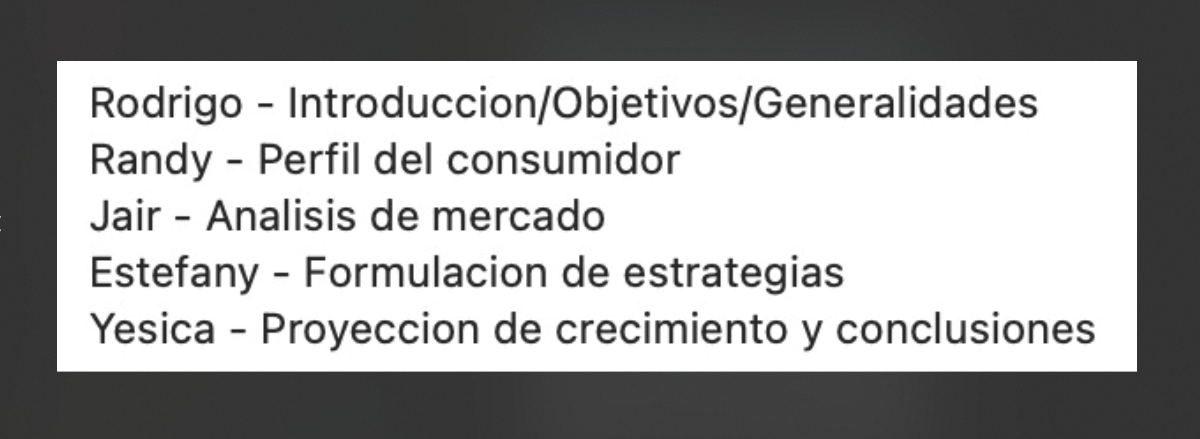 Rodrigo - Introduccion/Objetivos/Generalidades
Randy - Perfil del consumidor
Jair - Analisis de mercado
Estefany - Formulacion de estrategias
Yesica - Proyeccion de crecimiento y conclusiones